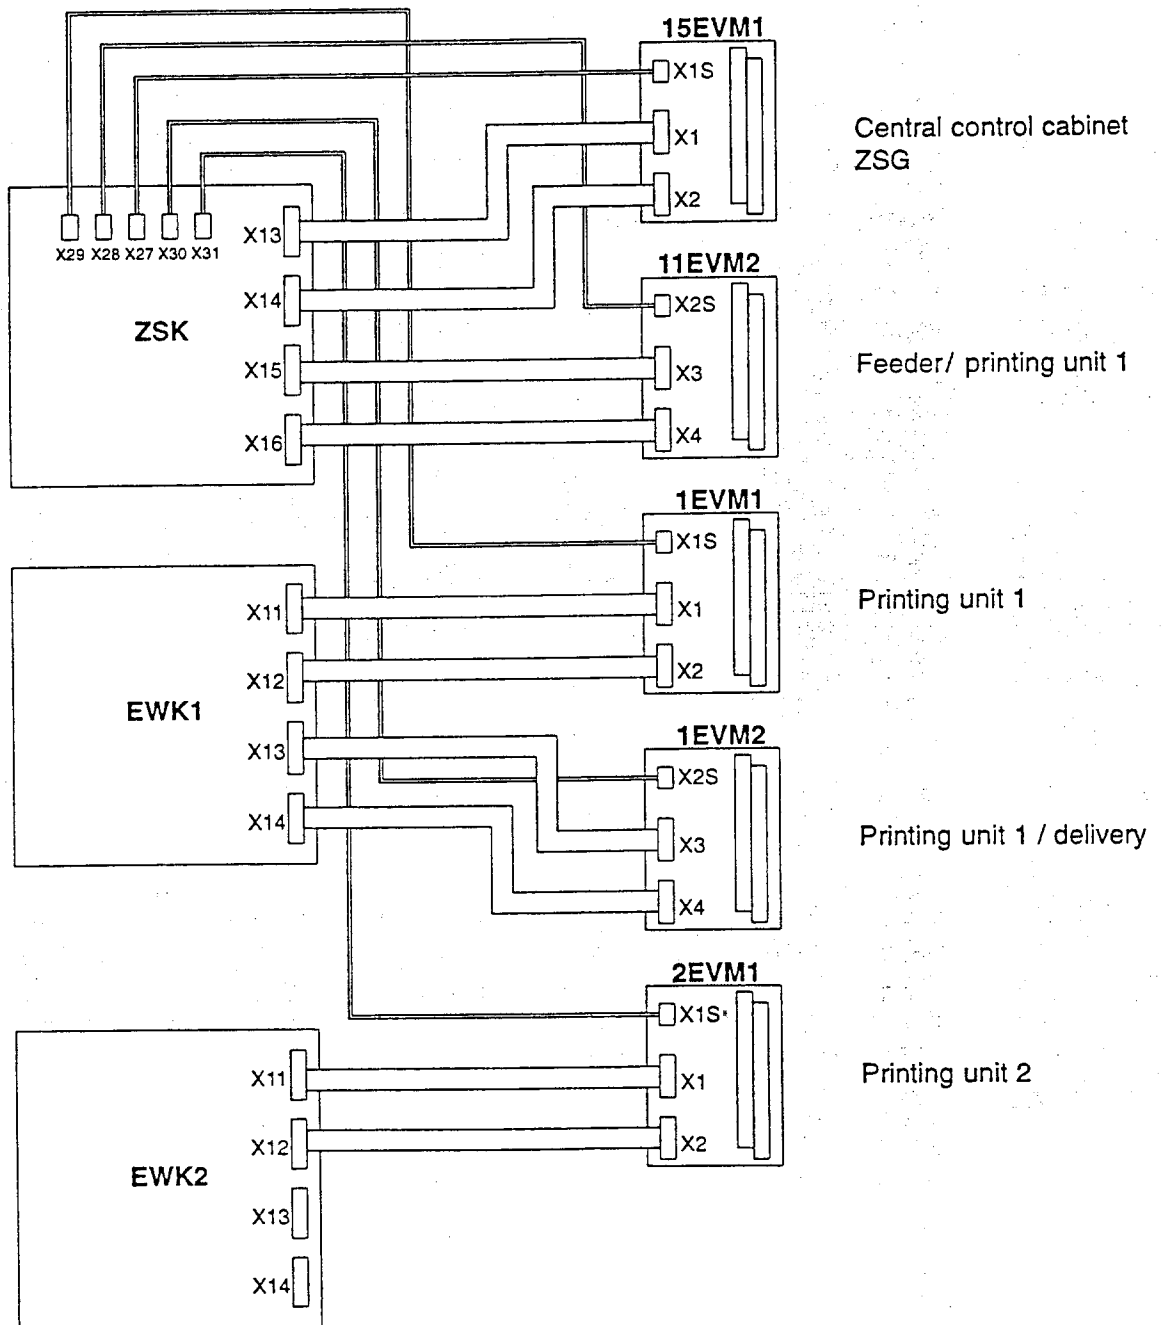 15EVM1
X1S
X1
X2
Central control cabinet
ZSG
X29 X28 X27 X30 X31
X13
X14
X15
X16
ZSK
11EVM2
X2S
X3
X4
Feeder/ printing unit 1
1EVM1
X1S
X1
X2
Printing unit 1
X11
X12
X13
X14
EWK1
1EVM2
X2S
X3
X4
Printing unit 1 / delivery
2EVM1
X1S*
X1
X2
Printing unit 2
X11
X12
X13
X14
EWK2